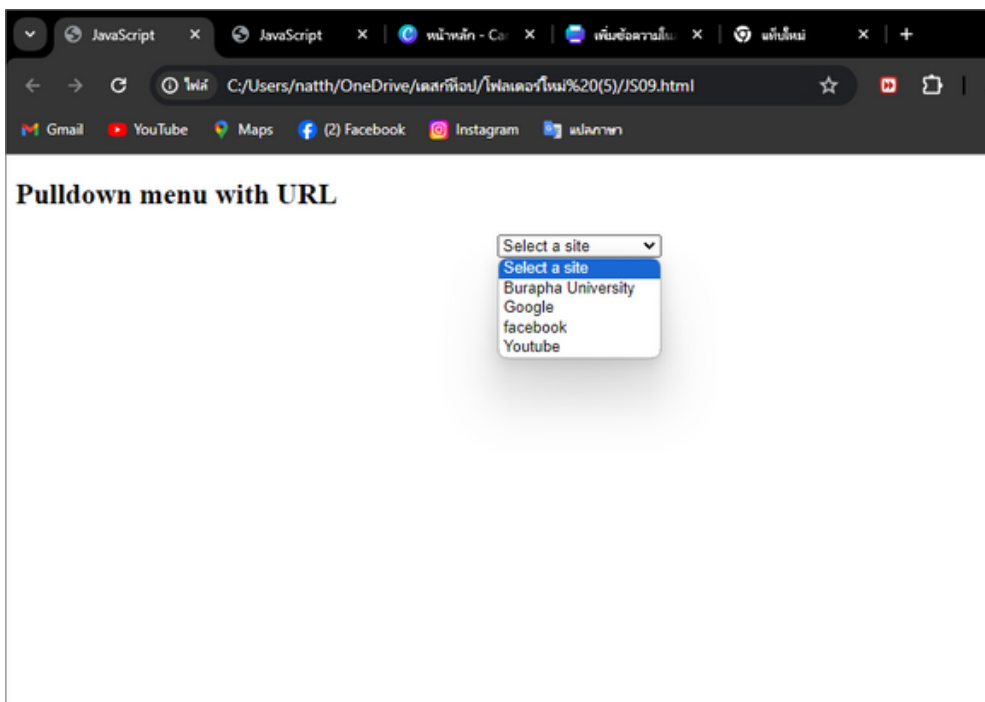 JavaScript
JavaScript
หน้าหลัก - Ca
เพิ่มข้อความในแ
แท็บใหม่
ไฟล์ C:/Users/natth/OneDrive/เดสก์ท็อป/โฟลเดอร์ใหม่%20(5)/JS09.html
Gmail YouTube Maps (2) Facebook Instagram แปลภาษา
Pulldown menu with URL
Select a site
Select a site
Burapha University
Google
facebook
Youtube